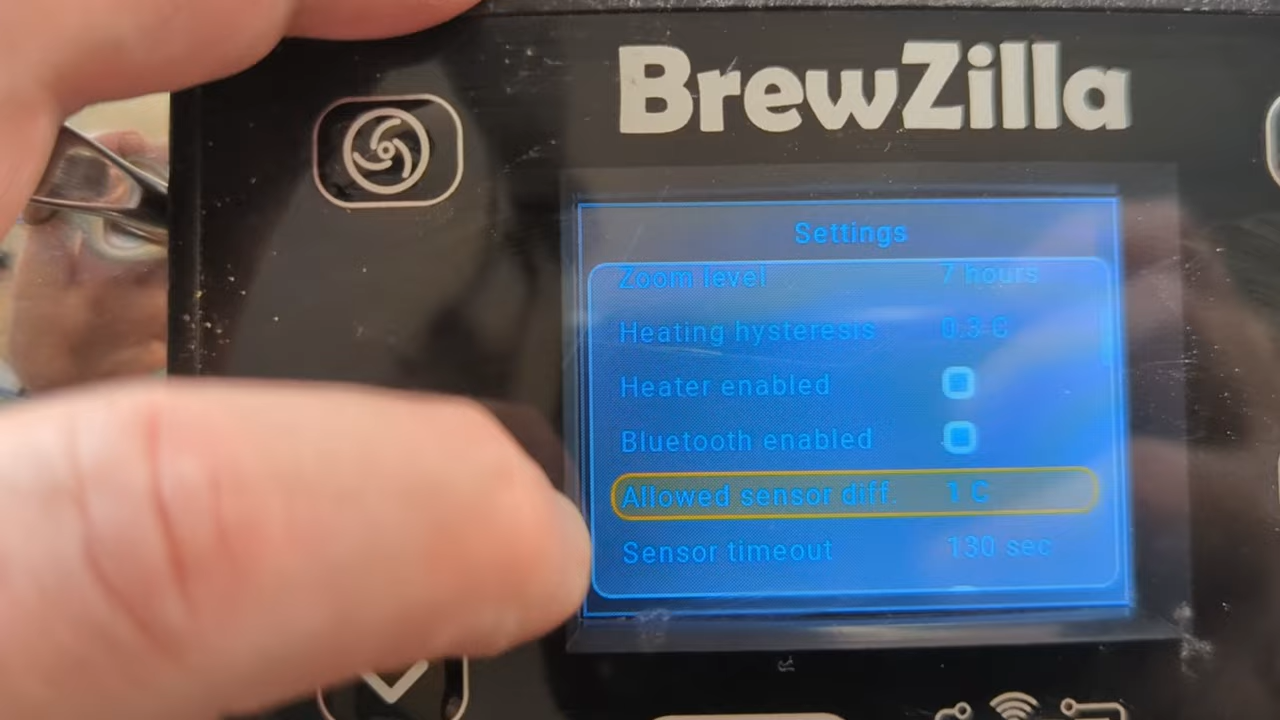 BrewZilla
Settings
Zoom level 7 hours
Heating hysteresis 0.3 C
Heater enabled
Bluetooth enabled
Allowed sensor diff. 1 C
Sensor timeout 130 sec